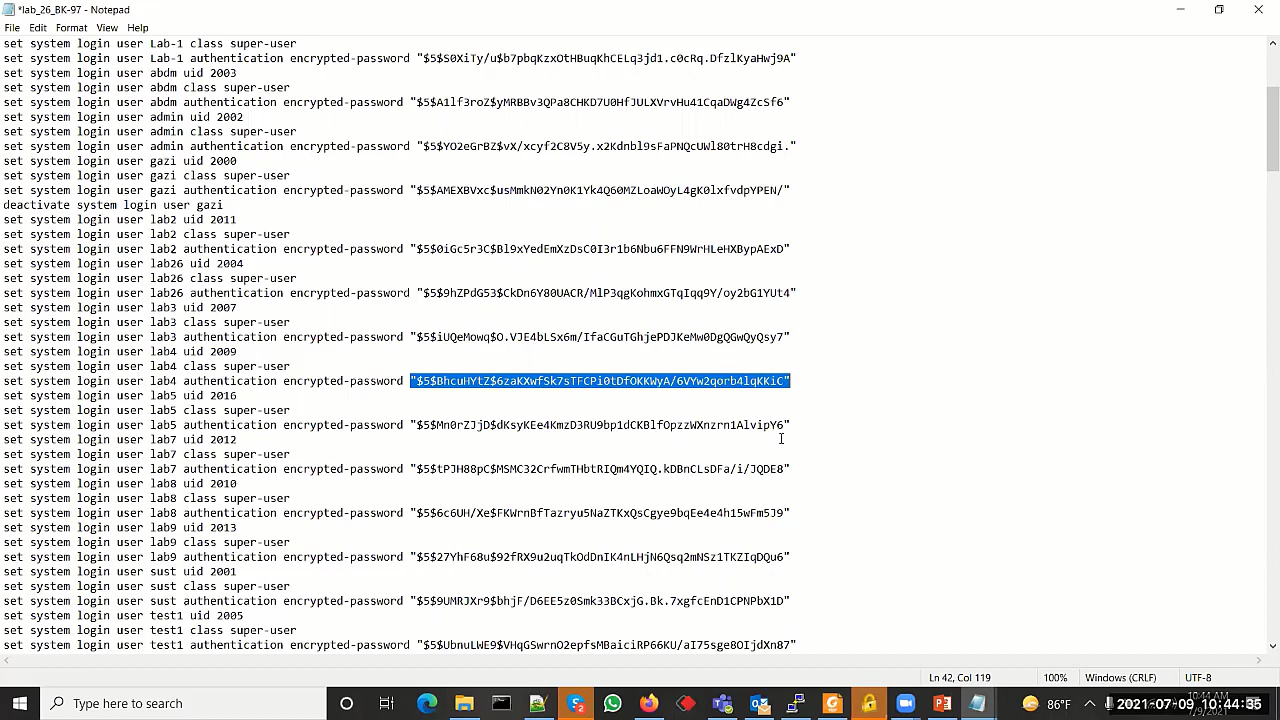 *lab_26_BK-97 - Notepad
File Edit Format View Help
set system login user Lab-1 class super-user
set system login user Lab-1 authentication encrypted-password "$5$S0XiTy/u$b7pbqKzxOtHBuqKhCELq3jd1.c0cRq.DfzlKyaHwj9A"
set system login user abdm uid 2003
set system login user abdm class super-user
set system login user abdm authentication encrypted-password "$5$A1lf3roZ$yMRBBv3QPa8CHKD7U0HfJULXVrvHu41CqaDWg4ZcSf6"
set system login user admin uid 2002
set system login user admin class super-user
set system login user admin authentication encrypted-password "$5$YO2eGrBZ$vX/xcyf2C8V5y.x2Kdnbl9sFaPNQcUWl80trH8cdgi."
set system login user gazi uid 2000
set system login user gazi class super-user
set system login user gazi authentication encrypted-password "$5$AMEXBVxc$usMmkN02Yn0K1Yk4Q60MZLoaWOyL4gK0lxfvdpYPEN/"
deactivate system login user gazi
set system login user lab2 uid 2011
set system login user lab2 class super-user
set system login user lab2 authentication encrypted-password "$5$0iGc5r3C$Bl9xYedEmXzDsC0I3r1b6Nbu6FFN9WrHLeHXBypAExD"
set system login user lab26 uid 2004
set system login user lab26 class super-user
set system login user lab26 authentication encrypted-password "$5$9hZPdG53$CkDn6Y80UACR/MlP3qgKohmxGTqIqq9Y/oy2bG1YUt4"
set system login user lab3 uid 2007
set system login user lab3 class super-user
set system login user lab3 authentication encrypted-password "$5$iUQeMowq$O.VJE4bLSx6m/IfaCGuTGhjePDJKeMw0DgQGwQyQsy7"
set system login user lab4 uid 2009
set system login user lab4 class super-user
set system login user lab4 authentication encrypted-password "$5$BhcuHYtZ$6zaKXwfSk7sTFCPi0tDfOKKWyA/6VYw2qorb4lqKKiC"
set system login user lab5 uid 2016
set system login user lab5 class super-user
set system login user lab5 authentication encrypted-password "$5$Mn0rZJjD$dKsyKEe4KmzD3RU9bp1dCKBlfOpzzWXnzrn1AlvipY6"
set system login user lab7 uid 2012
set system login user lab7 class super-user
set system login user lab7 authentication encrypted-password "$5$tPJH88pC$MSMC32CrfwmTHbtRIQm4YQIQ.kDBnCLsDFa/i/JQDE8"
set system login user lab8 uid 2010
set system login user lab8 class super-user
set system login user lab8 authentication encrypted-password "$5$6c6UH/Xe$FKWrnBfTazryu5NaZTKxQsCgye9bqEe4e4h15wFm5J9"
set system login user lab9 uid 2013
set system login user lab9 class super-user
set system login user lab9 authentication encrypted-password "$5$27YhF68u$92fRX9u2uqTkOdDnIK4nLHjN6Qsq2mNSz1TKZIqDQu6"
set system login user sust uid 2001
set system login user sust class super-user
set system login user sust authentication encrypted-password "$5$9UMRJXr9$bhjF/D6EE5z0Smk33BCxjG.Bk.7xgfcEnD1CPNPbX1D"
set system login user test1 uid 2005
set system login user test1 class super-user
set system login user test1 authentication encrypted-password "$5$UbnuLWE9$VHqGSwrnO2epfsMBaiciRP66KU/aI75sge8OIjdXn87"
Ln 42, Col 119 100% Windows (CRLF) UTF-8
Type here to search
86°F
10:44 AM
2021-07-09 10:44:35